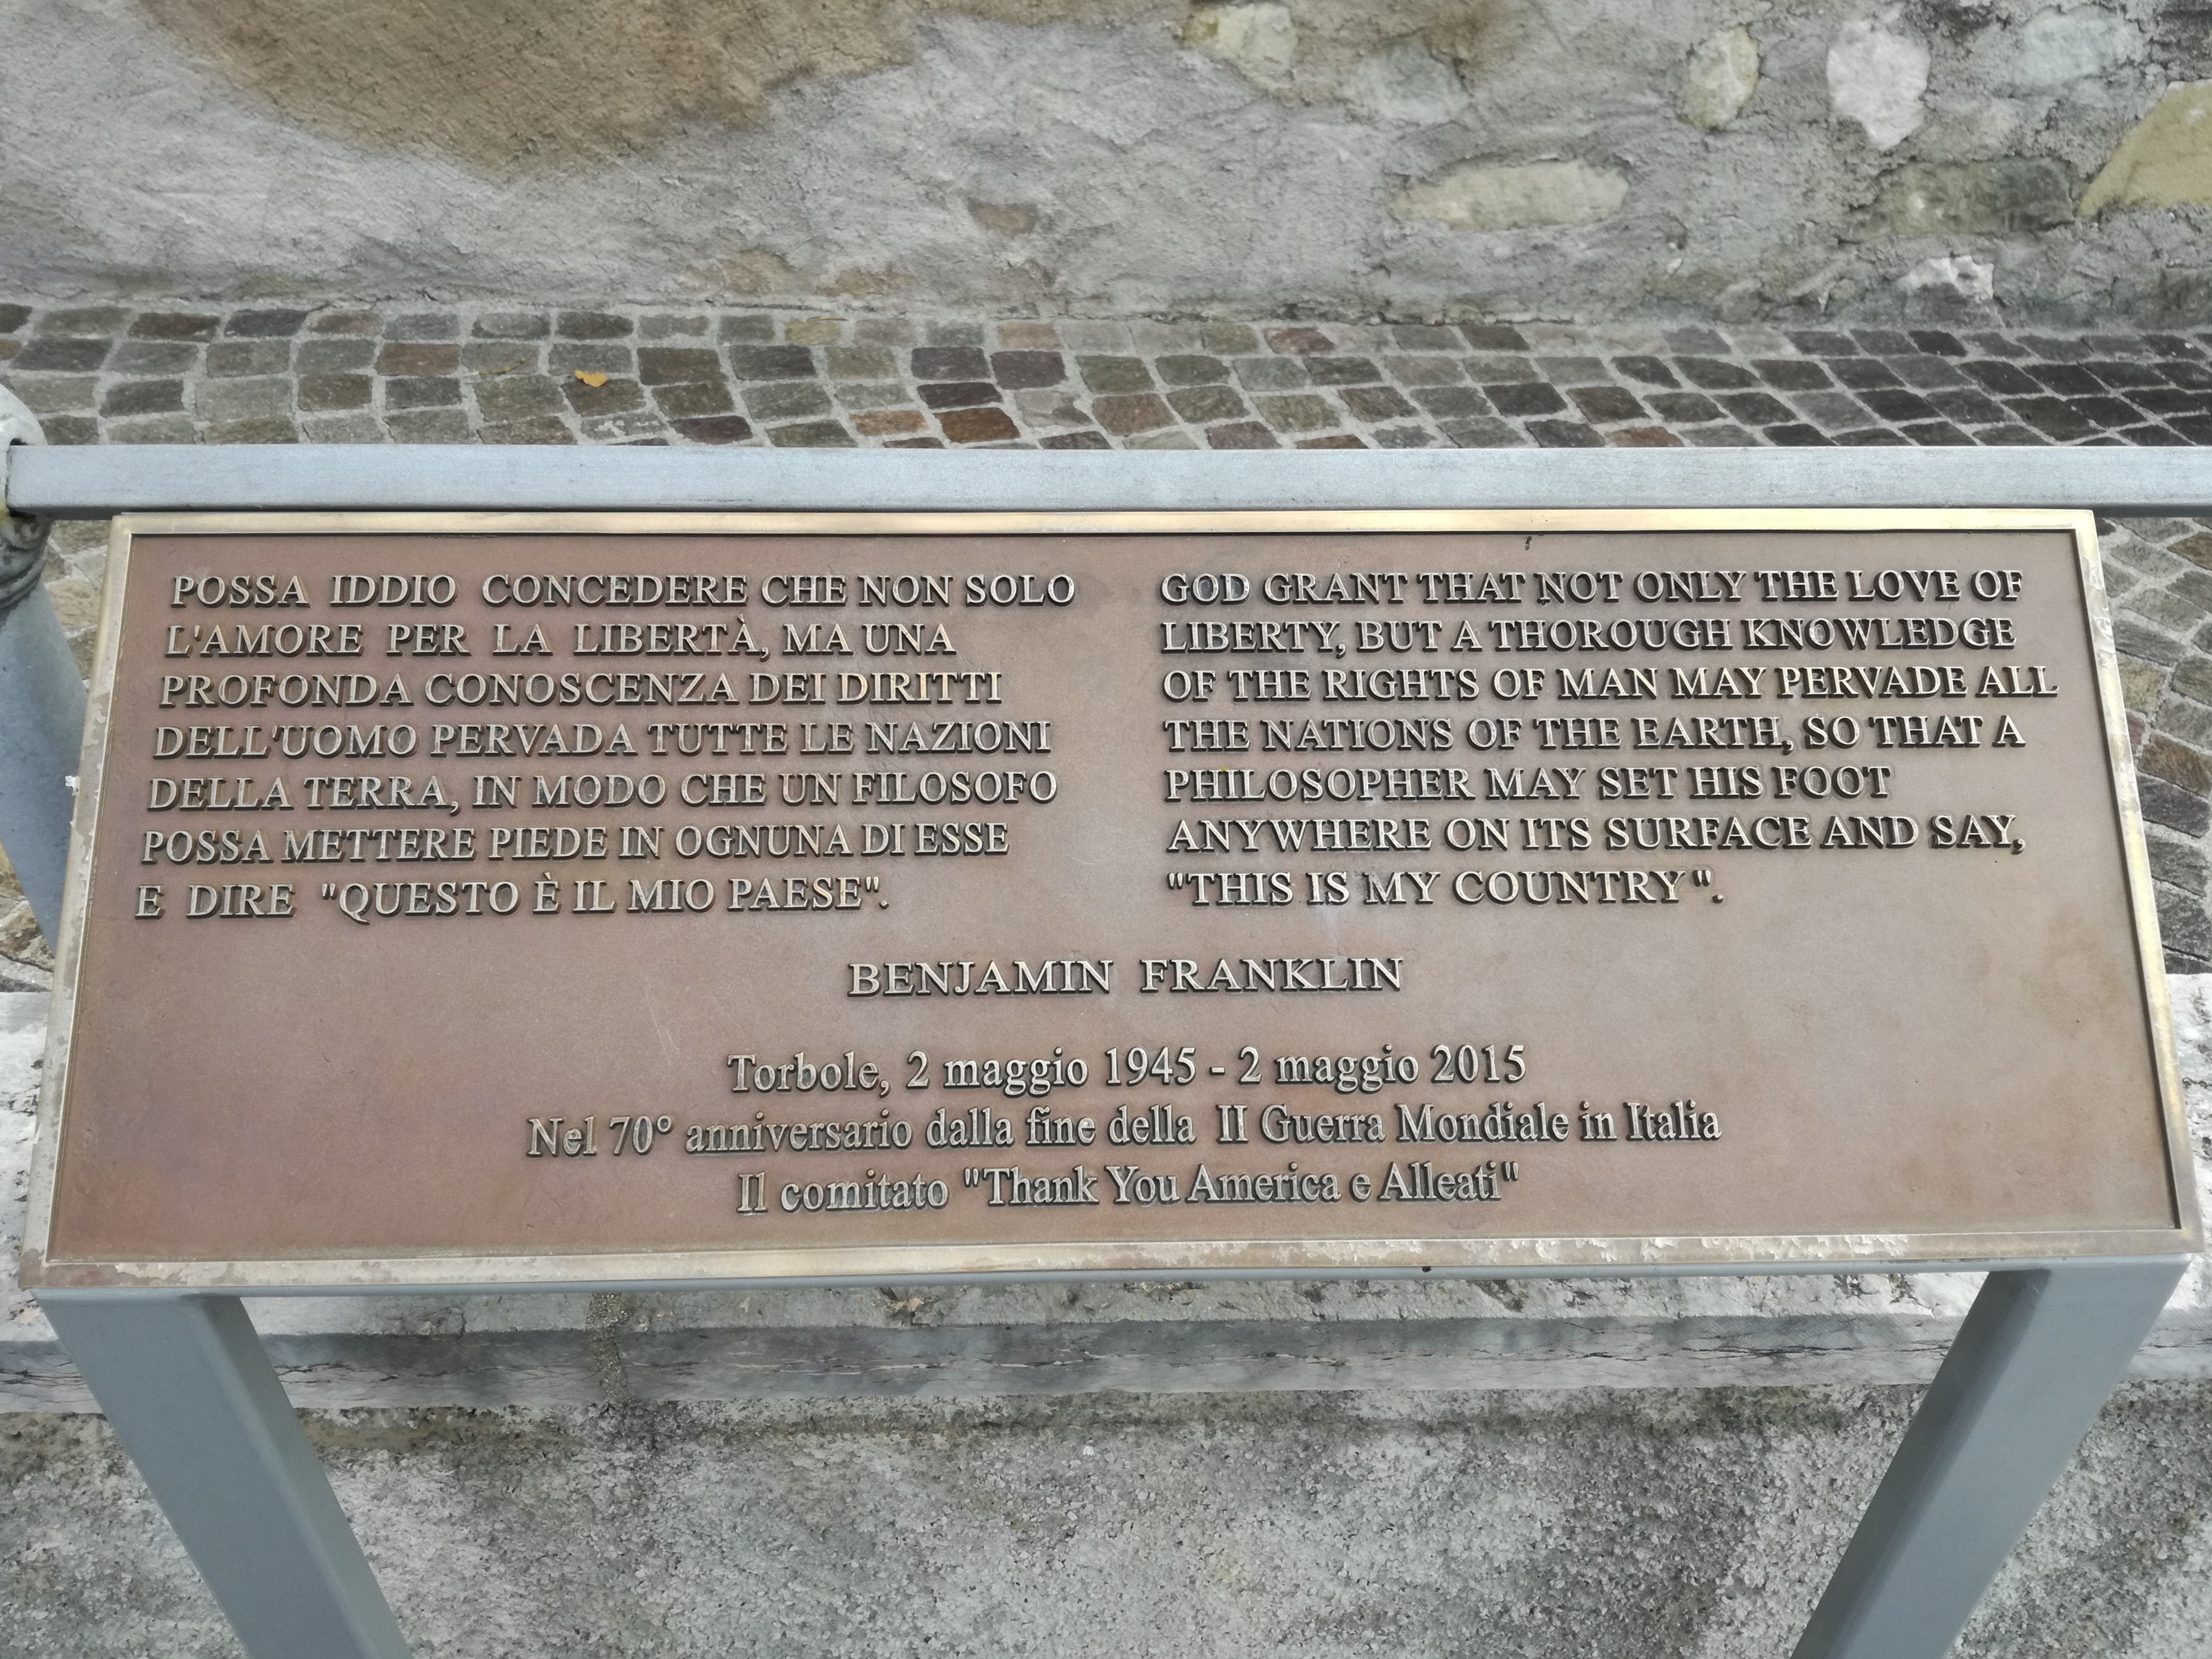 POSSA IDDIO CONCEDERE CHE NON SOLO
L'AMORE PER LA LIBERTÀ, MA UNA
PROFONDA CONOSCENZA DEI DIRITTI
DELL'UOMO PERVADA TUTTE LE NAZIONI
DELLA TERRA, IN MODO CHE UN FILOSOFO
POSSA METTERE PIEDE IN OGNUNA DI ESSE
E DIRE "QUESTO È IL MIO PAESE".
GOD GRANT THAT NOT ONLY THE LOVE OF
LIBERTY, BUT A THOROUGH KNOWLEDGE
OF THE RIGHTS OF MAN MAY PERVADE ALL
THE NATIONS OF THE EARTH, SO THAT A
PHILOSOPHER MAY SET HIS FOOT
ANYWHERE ON ITS SURFACE AND SAY,
"THIS IS MY COUNTRY".
BENJAMIN FRANKLIN
Torbole, 2 maggio 1945 - 2 maggio 2015
Nel 70° anniversario dalla fine della II Guerra Mondiale in Italia
Il comitato "Thank You America e Alleati"